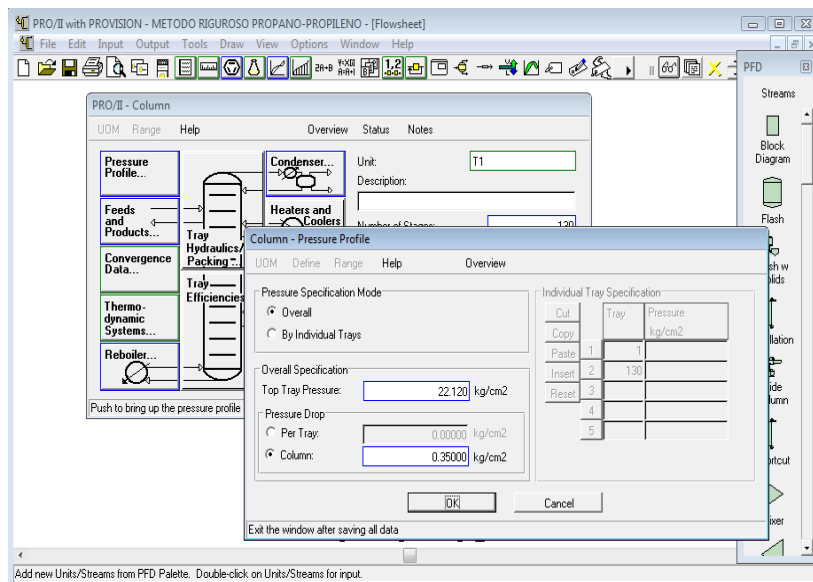 PRO/II with PROVISION - METODO RIGUROSO PROPANO-PROPILENO - [Flowsheet]
File Edit Input Output Tools Draw View Options Window Help
PFD
Streams
Block
Diagram
Flash
PRO/II - Column
UOM Range Help Overview Status Notes
Pressure
Profile...
Feeds
and
Products...
Convergence
Data...
Thermo-
dynamic
Systems...
Reboiler...
Tray
Hydraulics/
Packing
Tray
Efficiencies
Condenser...
Heaters and
Coolers
Unit: T1
Description:
Number of Stages: 130
Push to bring up the pressure profile
Column - Pressure Profile
UOM Define Range Help Overview
Pressure Specification Mode
Overall
By Individual Trays
Overall Specification
Top Tray Pressure: 22.120 kg/cm2
Pressure Drop
Per Tray: 0.00000 kg/cm2
Column: 0.35000 kg/cm2
Individual Tray Specification
Cut
Copy
Paste
Insert
Reset
Tray Pressure
kg/cm2
1 1
2 130
3
4
5
OK Cancel
Exit the window after saving all data
Add new Units/Streams from PFD Palette. Double-click on Units/Streams for input.